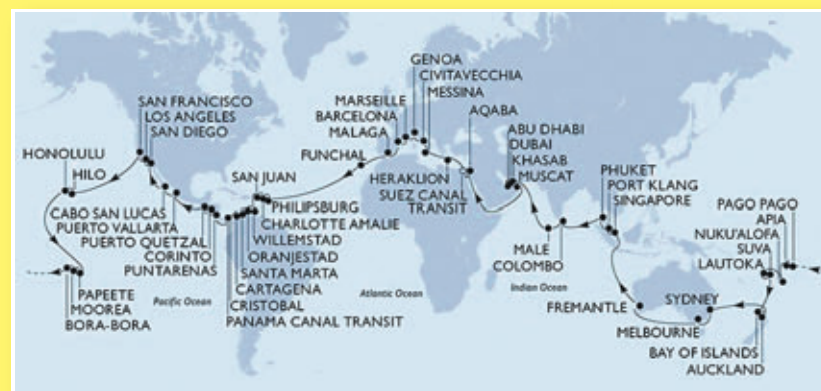 GENOA
CIVITAVECCHIA
MESSINA
MARSEILLE
BARCELONA
MALAGA
AQABA
SAN FRANCISCO
LOS ANGELES
SAN DIEGO
ABU DHABI
DUBAI
KHASAB
MUSCAT
FUNCHAL
HONOLULU
HILO
SAN JUAN
HERAKLION
SUEZ CANAL
TRANSIT
PHUKET
PORT KLANG
SINGAPORE
PAGO PAGO
APIA
NUKU'ALOFA
SUVA
LAUTOKA
CABO SAN LUCAS
PUERTO VALLARTA
PUERTO QUETZAL
CORINTO
PUNTARENAS
PHILIPSBURG
CHARLOTTE AMALIE
WILLEMSTAD
ORANJESTAD
SANTA MARTA
CARTAGENA
CRISTOBAL
PANAMA CANAL TRANSIT
MALE
COLOMBO
PAPEETE
MOOREA
BORA-BORA
Pacific Ocean
Atlantic Ocean
Indian Ocean
FREMANTLE
SYDNEY
MELBOURNE
BAY OF ISLANDS
AUCKLAND